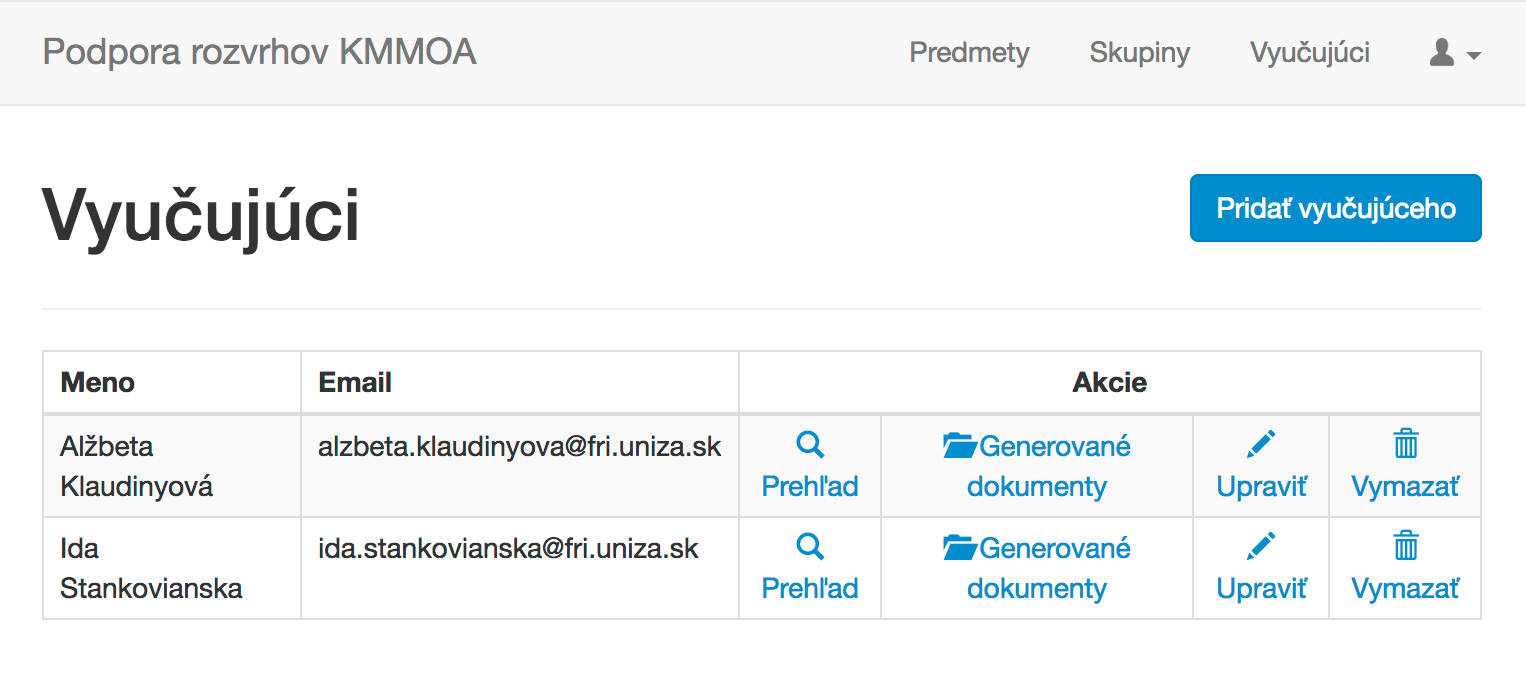 Podpora rozvrhov KMMOA Predmety Skupiny Vyučujúci
Vyučujúci
Pridať vyučujúceho
Meno Email Akcie
Alžbeta alzbeta.klaudinyova@fri.uniza.sk Generované
Klaudinyová Prehľad dokumenty Upraviť Vymazať
Ida ida.stankovianska@fri.uniza.sk Generované
Stankovianska Prehľad dokumenty Upraviť Vymazať